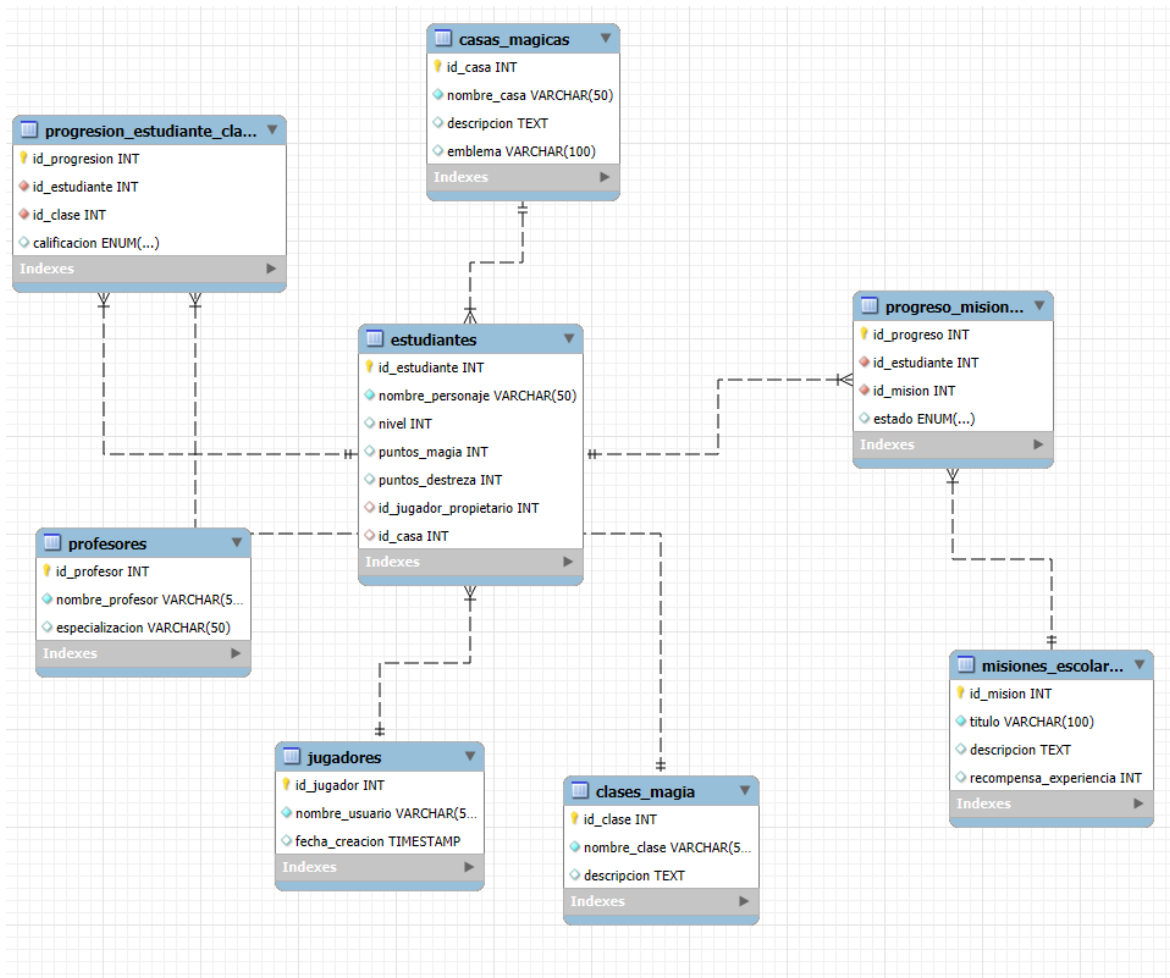 casas_magicas
id_casa INT
nombre_casa VARCHAR(50)
descripcion TEXT
emblema VARCHAR(100)
Indexes
progresion_estudiante_cla...
id_progresion INT
id_estudiante INT
id_clase INT
calificacion ENUM(...)
Indexes
estudiantes
id_estudiante INT
nombre_personaje VARCHAR(50)
nivel INT
puntos_magia INT
puntos_destreza INT
id_jugador_propietario INT
id_casa INT
Indexes
progreso_mision...
id_progreso INT
id_estudiante INT
id_mision INT
estado ENUM(...)
Indexes
profesores
id_profesor INT
nombre_profesor VARCHAR(5...
especializacion VARCHAR(50)
Indexes
misiones_escolar...
id_mision INT
titulo VARCHAR(100)
descripcion TEXT
recompensa_experiencia INT
Indexes
jugadores
id_jugador INT
nombre_usuario VARCHAR(5...
fecha_creacion TIMESTAMP
Indexes
clases_magia
id_clase INT
nombre_clase VARCHAR(5...
descripcion TEXT
Indexes